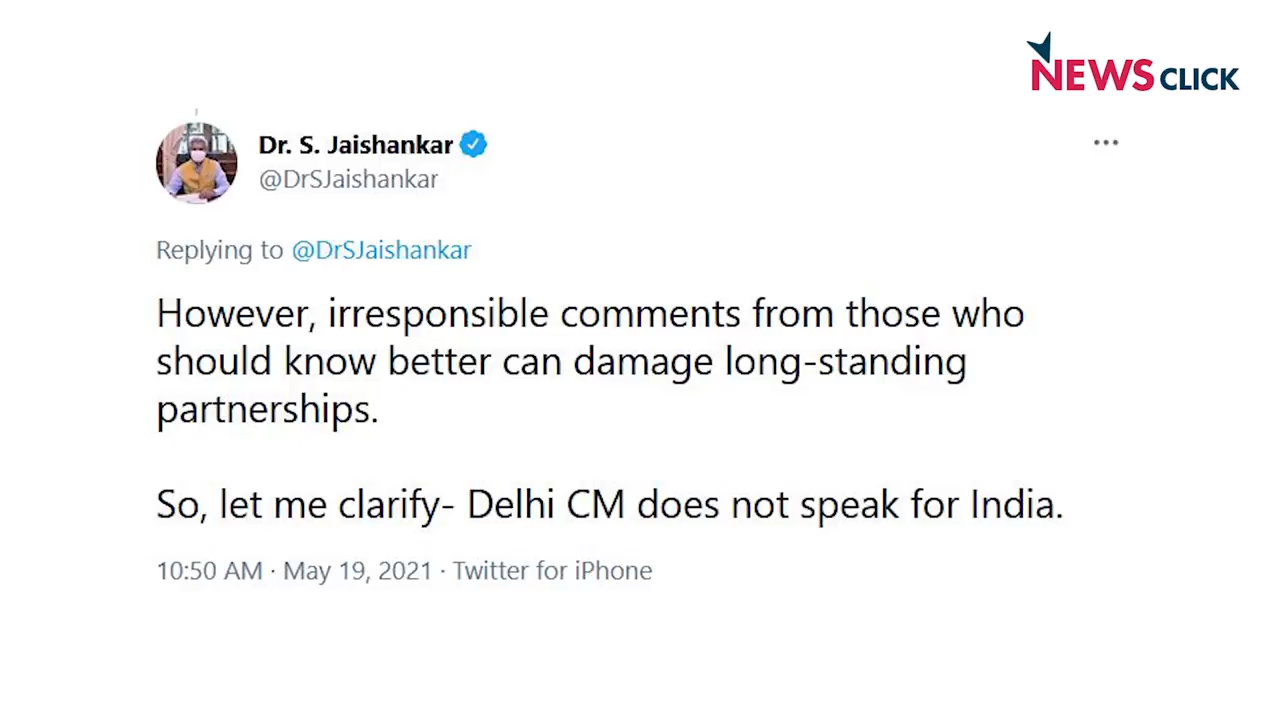 NEWS CLICK
Dr. S. Jaishankar
@DrSJaishankar
Replying to @DrSJaishankar
However, irresponsible comments from those who
should know better can damage long-standing
partnerships.
So, let me clarify- Delhi CM does not speak for India.
10:50 AM · May 19, 2021 · Twitter for iPhone